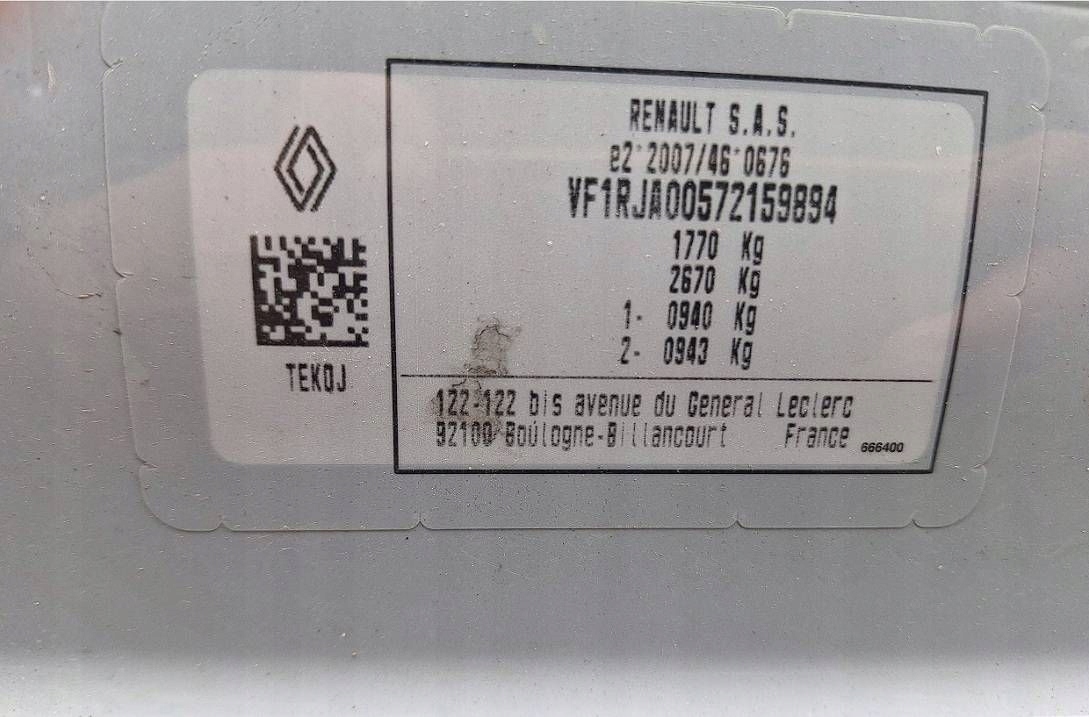 RENAULT S.A.S.
e2*2007/46*0676
VF1RJA00572159894
1770 Kg
2670 Kg
1- 0940 Kg
2- 0943 Kg
TEKQJ
122-122 bis avenue du General Leclerc
92100 Boulogne-Billancourt France 666400